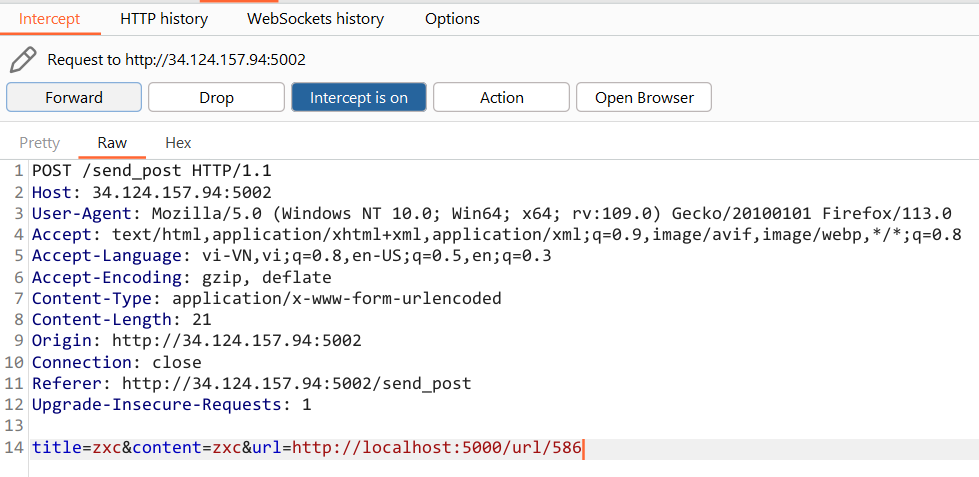 Intercept HTTP history WebSockets history Options
Request to http://34.124.157.94:5002
Forward Drop Intercept is on Action Open Browser
Pretty Raw Hex
1 POST /send_post HTTP/1.1
2 Host: 34.124.157.94:5002
3 User-Agent: Mozilla/5.0 (Windows NT 10.0; Win64; x64; rv:109.0) Gecko/20100101 Firefox/113.0
4 Accept: text/html,application/xhtml+xml,application/xml;q=0.9,image/avif,image/webp,*/*;q=0.8
5 Accept-Language: vi-VN,vi;q=0.8,en-US;q=0.5,en;q=0.3
6 Accept-Encoding: gzip, deflate
7 Content-Type: application/x-www-form-urlencoded
8 Content-Length: 21
9 Origin: http://34.124.157.94:5002
10 Connection: close
11 Referer: http://34.124.157.94:5002/send_post
12 Upgrade-Insecure-Requests: 1
13
14 title=zxc&content=zxc&url=http://localhost:5000/url/586